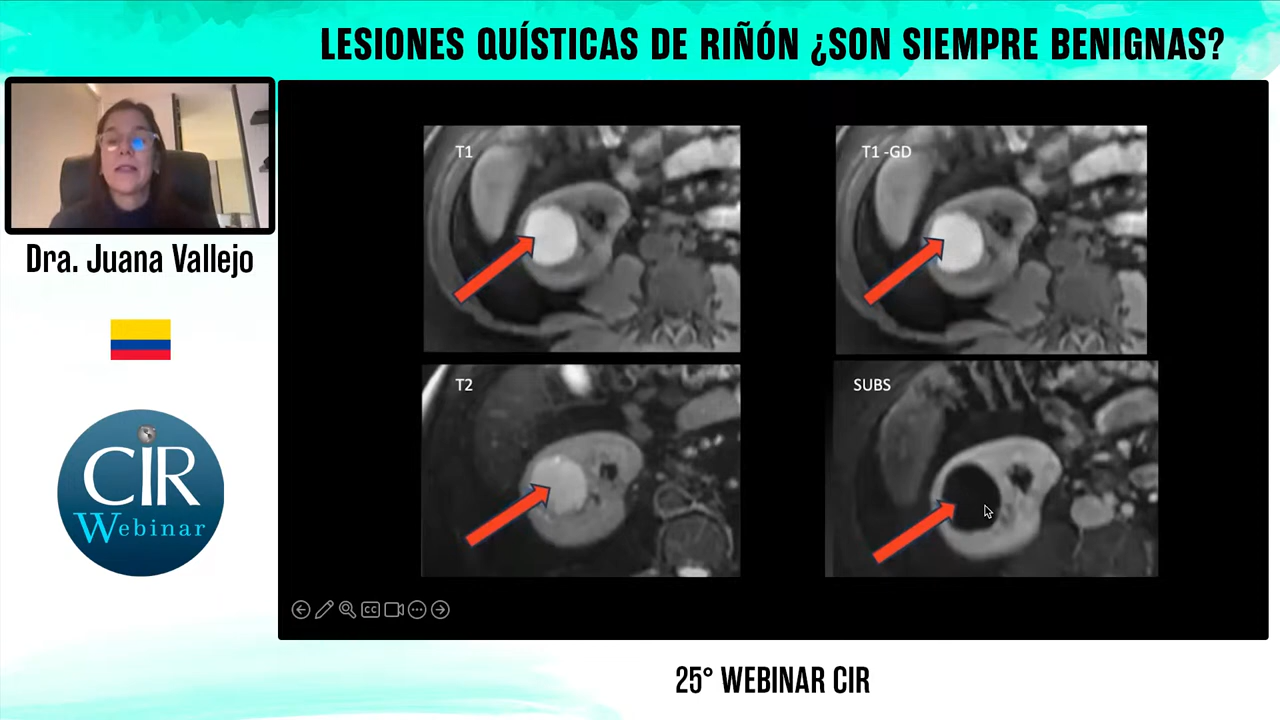 LESIONES QUÍSTICAS DE RIÑÓN ¿SON SIEMPRE BENIGNAS?
T1
T1 -GD
Dra. Juana Vallejo
T2
SUBS
CIR
Webinar
CC
25° WEBINAR CIR